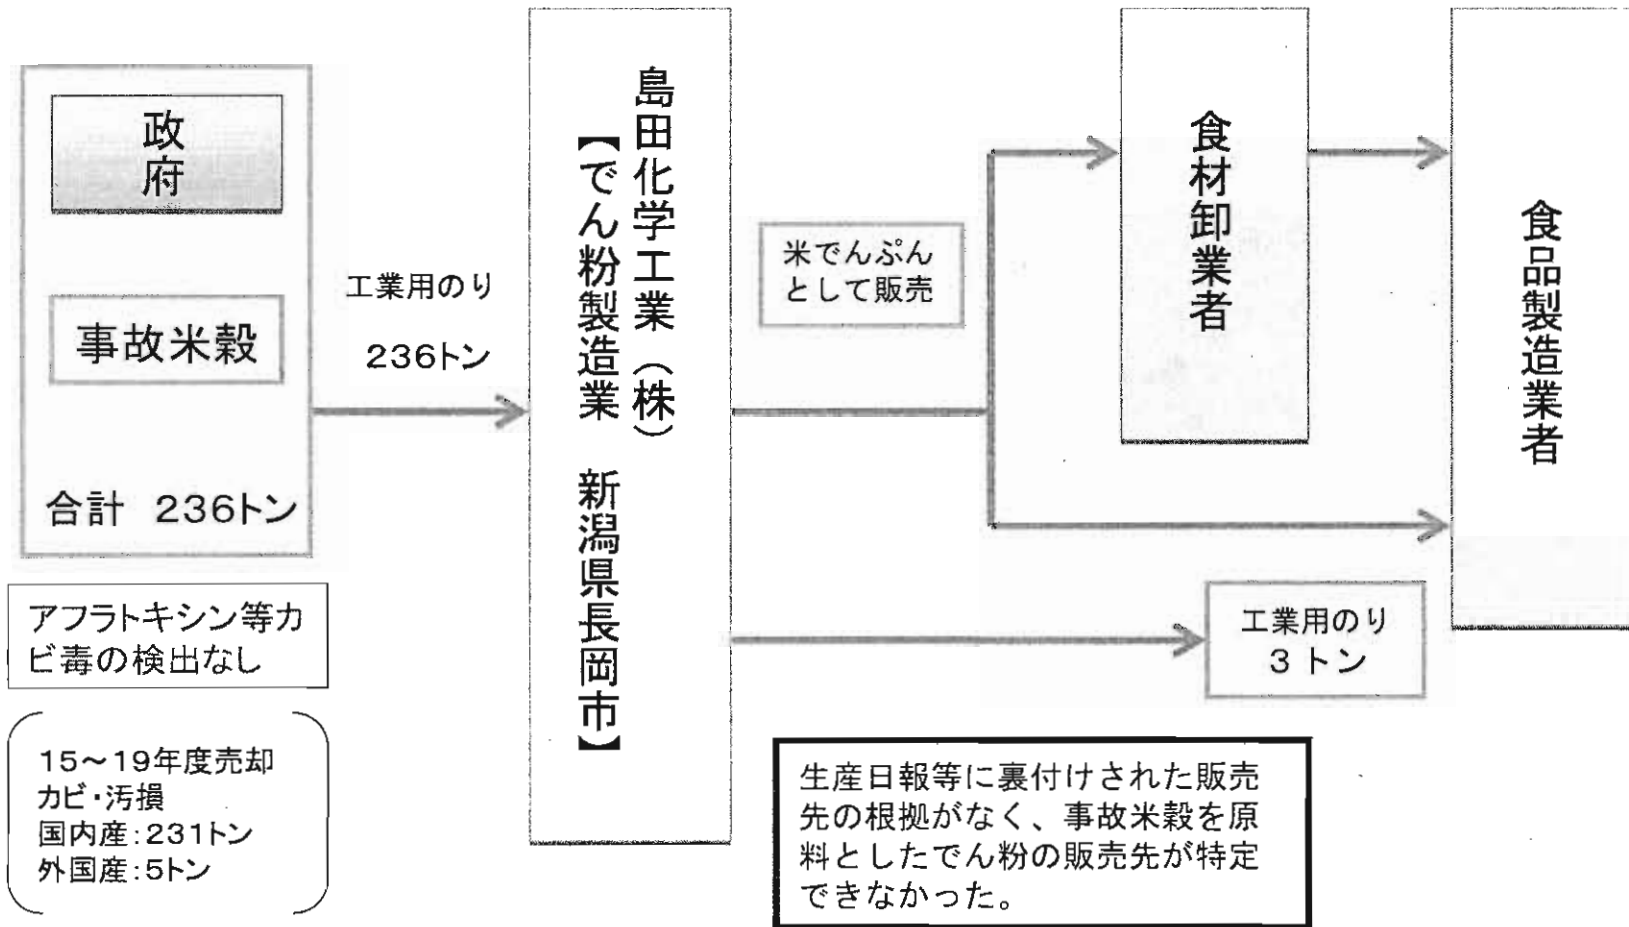 政府
事故米穀
合計 236トン
アフラトキシン等カ
ビ毒の検出なし
15~19年度売却
カビ・汚損
国内産:231トン
外国産:5トン
工業用のり
236トン
島田化学工業(株)
【でん粉製造業 新潟県長岡市】
米でんぷん
として販売
食材卸業者
食品製造業者
工業用のり
3トン
生産日報等に裏付けされた販売
先の根拠がなく、事故米穀を原
料としたでん粉の販売先が特定
できなかった。